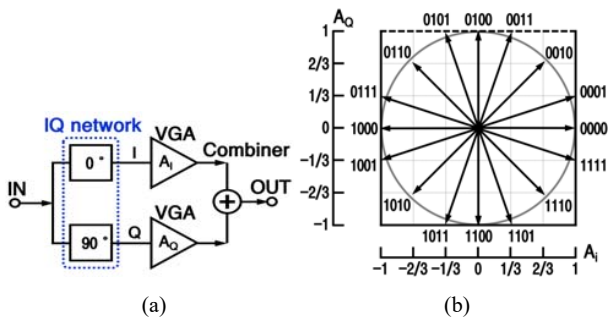 IQ network
VGA
Combiner
IN
0°
I
A_I
OUT
90°
Q
VGA
A_Q
(a)
A_Q
1
2/3
1/3
0
-1/3
-2/3
-1
0101
0100
0011
0110
0010
0111
0001
1000
0000
1001
1111
1010
1110
1011
1100
1101
A_i
-1
-2/3
-1/3
0
1/3
2/3
1
(b)